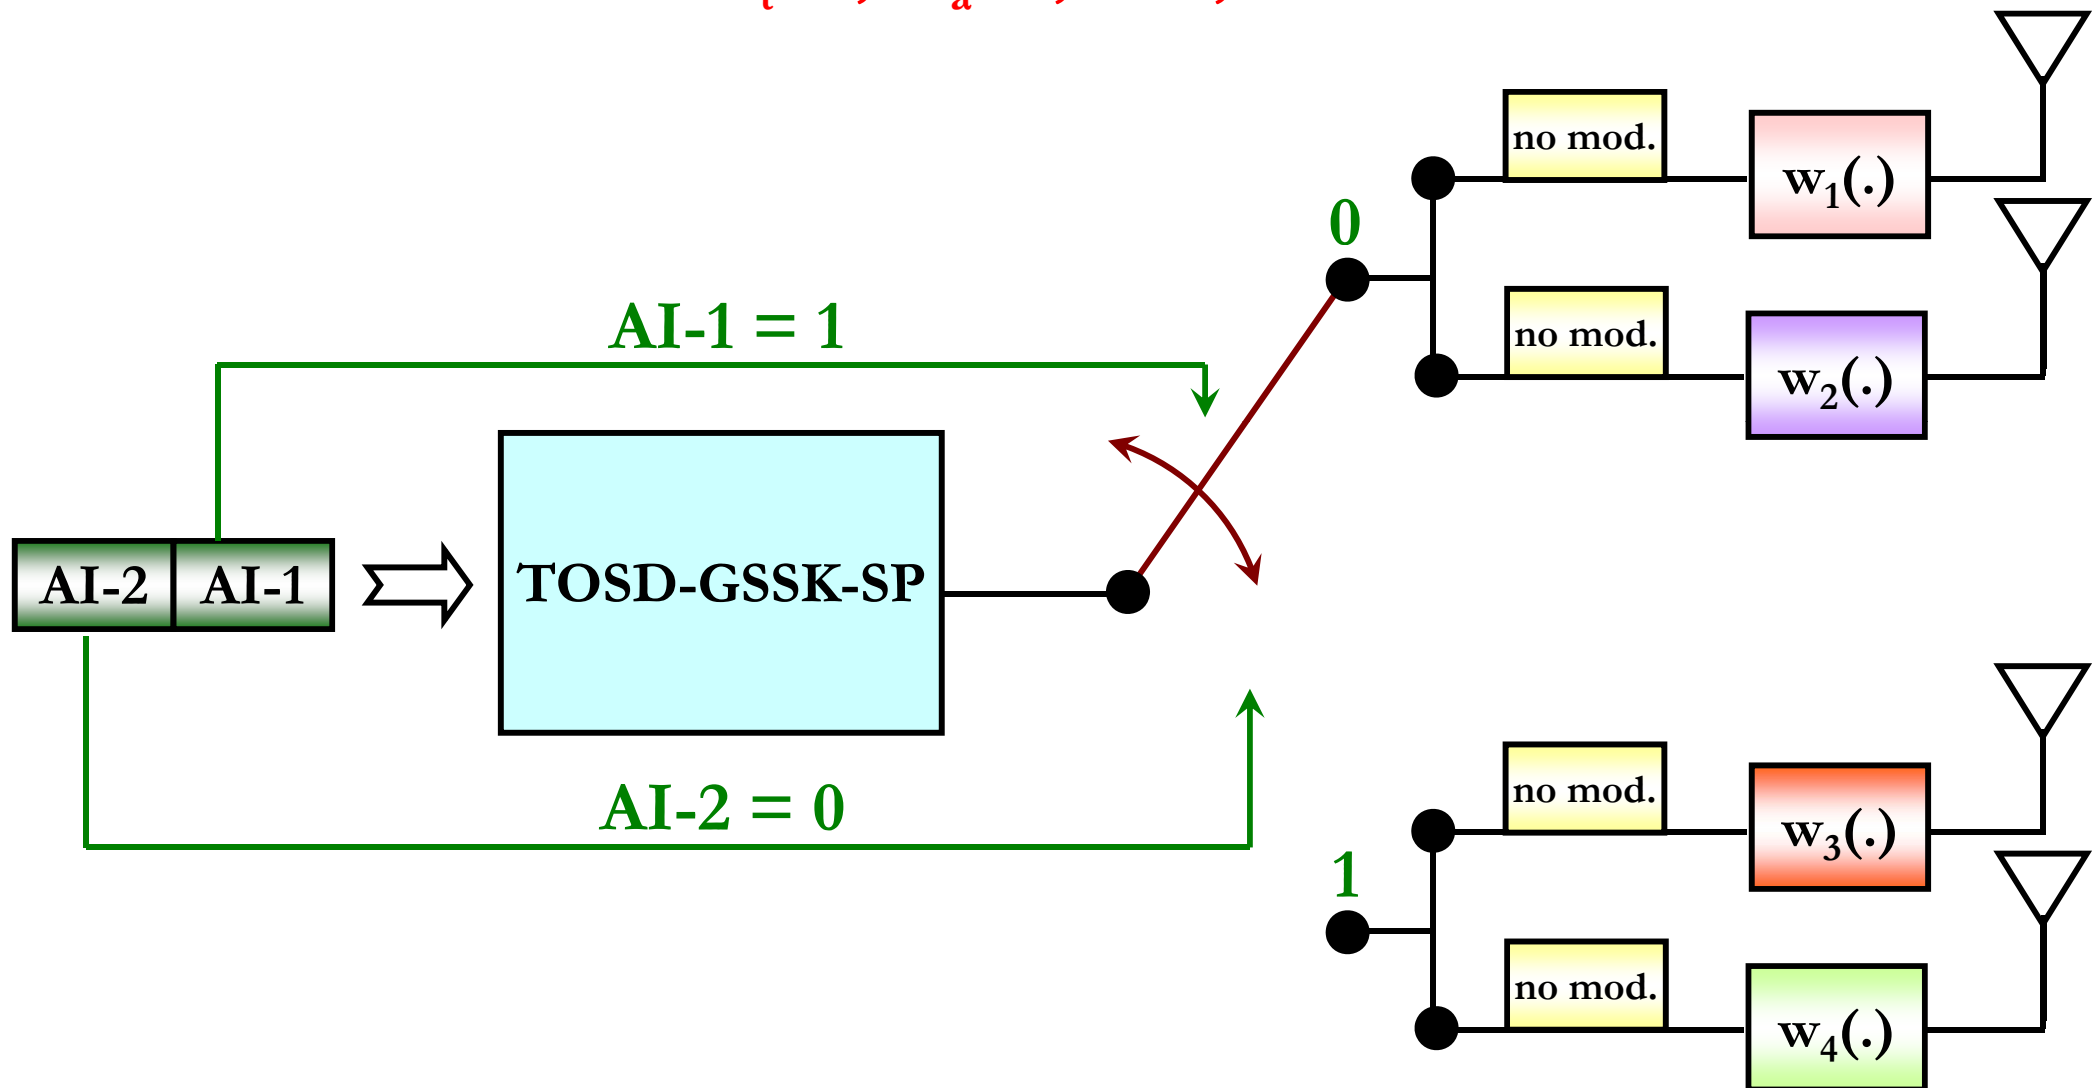 no mod.
w1(.)
0
no mod.
w2(.)
AI-1 = 1
AI-2 AI-1
TOSD-GSSK-SP
AI-2 = 0
no mod.
w3(.)
1
no mod.
w4(.)